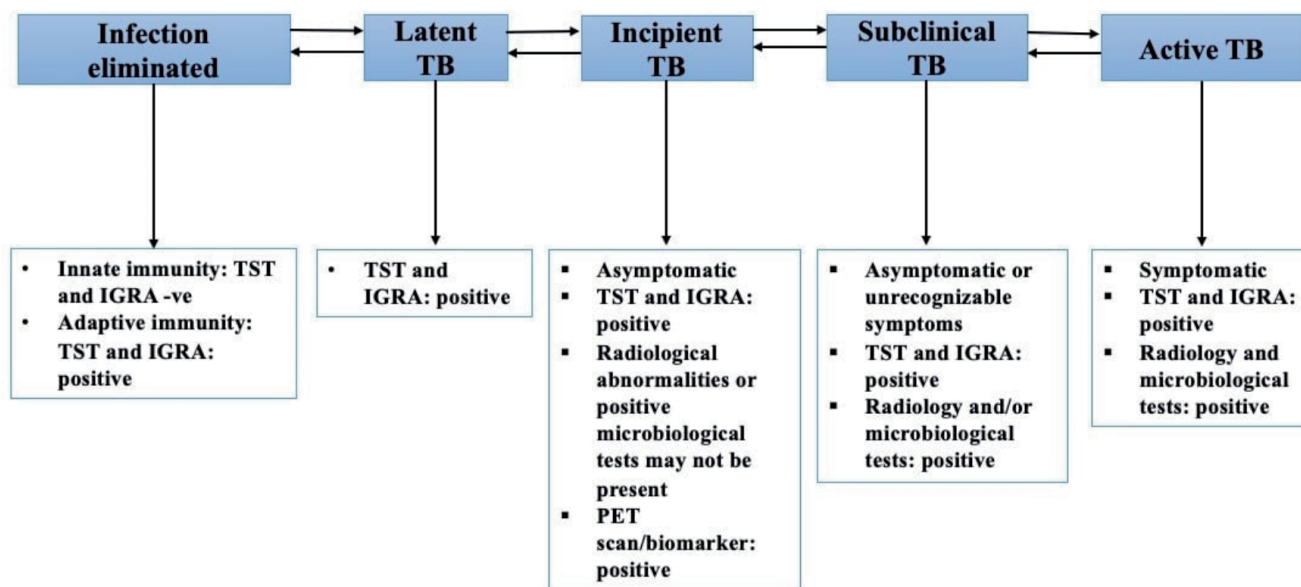 Infection
eliminated
Latent
TB
Incipient
TB
Subclinical
TB
Active TB
• Innate immunity: TST
and IGRA -ve
• Adaptive immunity:
TST and IGRA:
positive
• TST and
IGRA: positive
▪ Asymptomatic
▪ TST and IGRA:
positive
▪ Radiological
abnormalities or
positive
microbiological
tests may not be
present
▪ PET
scan/biomarker:
positive
▪ Asymptomatic or
unrecognizable
symptoms
▪ TST and IGRA:
positive
▪ Radiology and/or
microbiological
tests: positive
▪ Symptomatic
▪ TST and IGRA:
positive
▪ Radiology and
microbiological
tests: positive